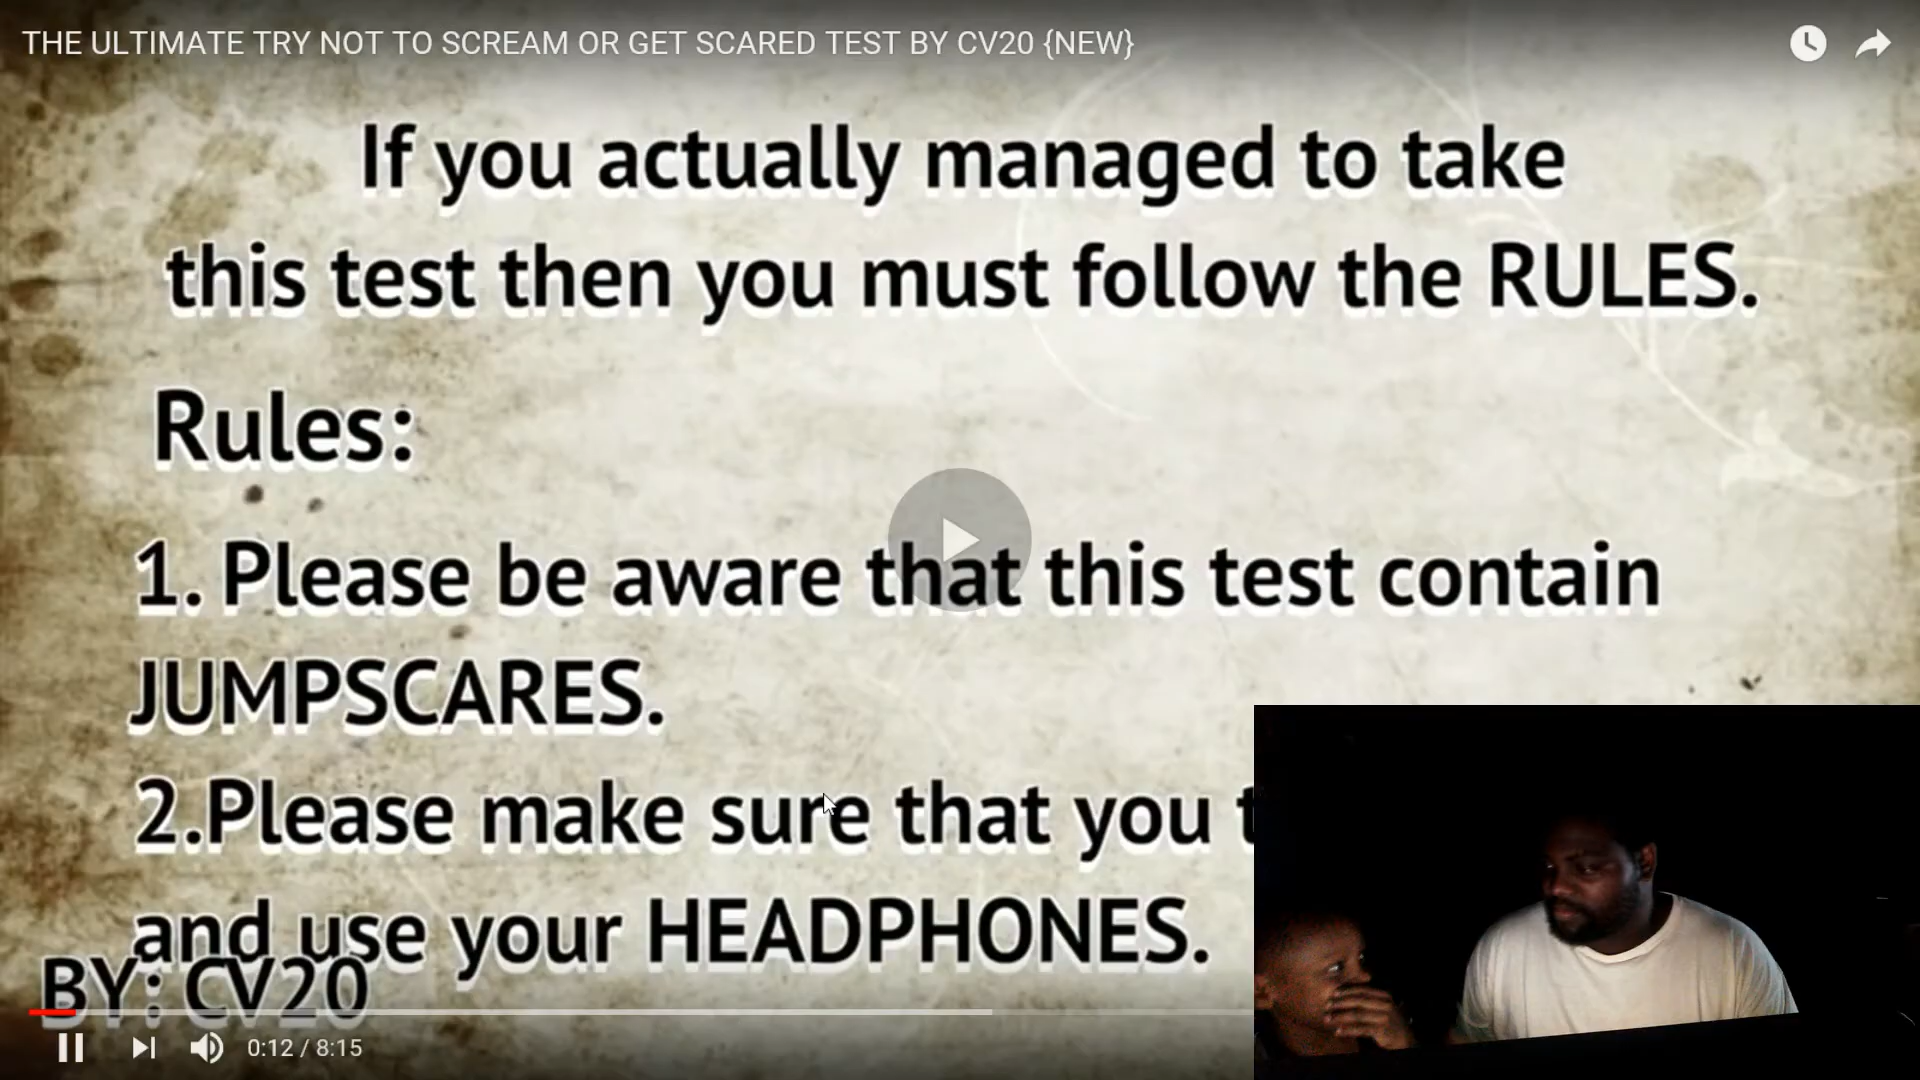 THE ULTIMATE TRY NOT TO SCREAM OR GET SCARED TEST BY CV20 {NEW}
If you actually managed to take
this test then you must follow the RULES.
Rules:
1. Please be aware that this test contain
JUMPSCARES.
2.Please make sure that you
and use your HEADPHONES.
BY: CV20
0:12 / 8:15